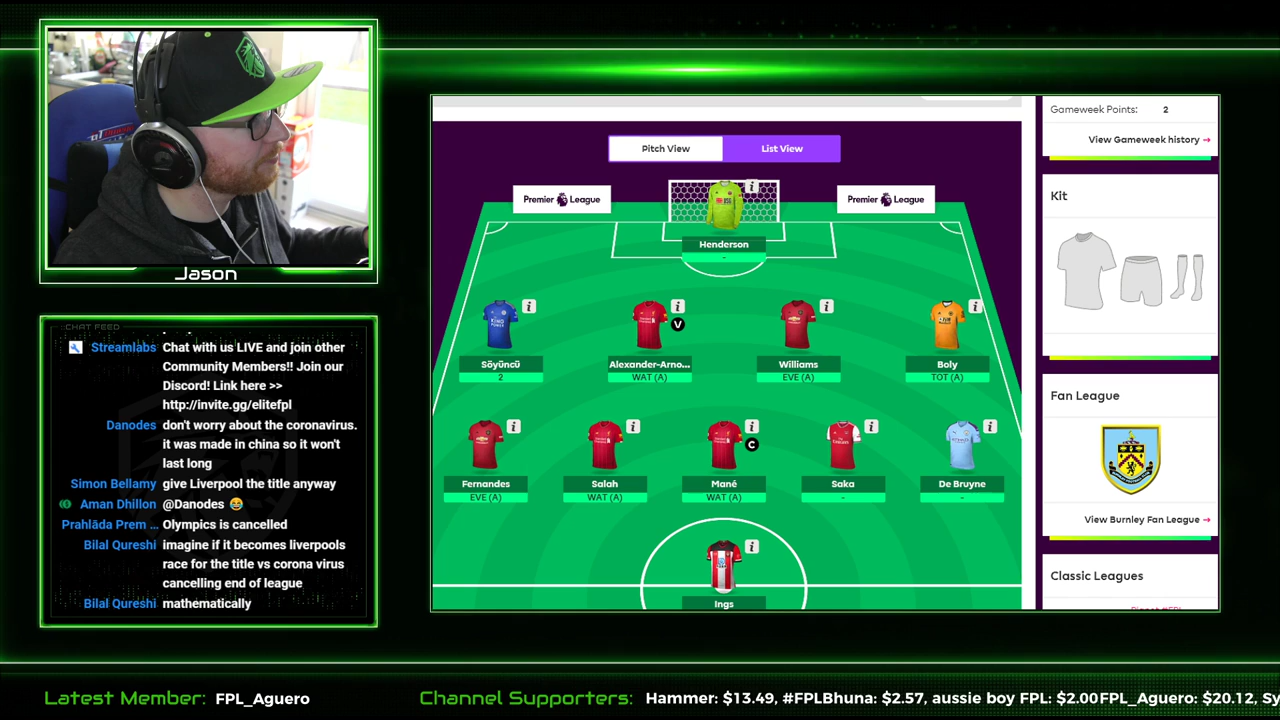 Jason
CHAT FEED
Streamlabs Chat with us LIVE and join other
Community Members!! Join our
Discord! Link here >>
http://invite.gg/elitefpl
Danodes don't worry about the coronavirus.
it was made in china so it won't
last long
Simon Bellamy give Liverpool the title anyway
Aman Dhillon @Danodes 😂
Prahlāda Prem ... Olympics is cancelled
Bilal Qureshi imagine if it becomes liverpools
race for the title vs corona virus
cancelling end of league
Bilal Qureshi mathematically
Pitch View List View
Premier League Premier League
Henderson
-
Söyüncü Alexander-Arno... Williams Boly
2 WAT (A) EVE (A) TOT (A)
V
KING POWER
Fernandes Salah Mané Saka De Bruyne
EVE (A) WAT (A) WAT (A) - -
C
Ings
Gameweek Points: 2
View Gameweek history →
Kit
Fan League
View Burnley Fan League →
Classic Leagues
Latest Member: FPL_Aguero
Channel Supporters: Hammer: $13.49, #FPLBhuna: $2.57, aussie boy FPL: $2.00FPL_Aguero: $20.12, Sy